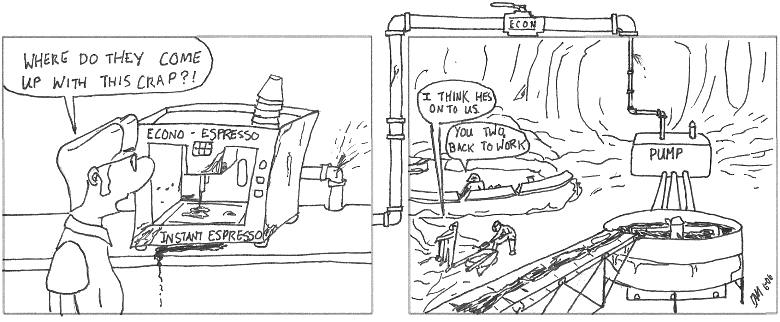 WHERE DO THEY COME
UP WITH THIS CRAP?!
ECONO - ESPRESSO
INSTANT ESPRESSO
ECON
I THINK HES
ONTO US.
YOU TWO,
BACK TO WORK
PUMP